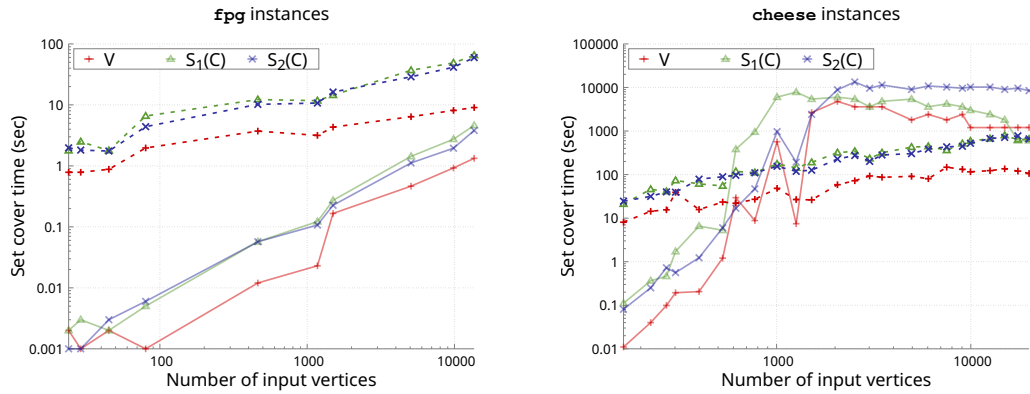 fpg instances
100
10
1
0.1
0.01
0.001
V
S₁(C)
S₂(C)
Set cover time (sec)
100
1000
10000
Number of input vertices
cheese instances
100000
10000
1000
100
10
1
0.1
0.01
V
S₁(C)
S₂(C)
Set cover time (sec)
1000
10000
Number of input vertices